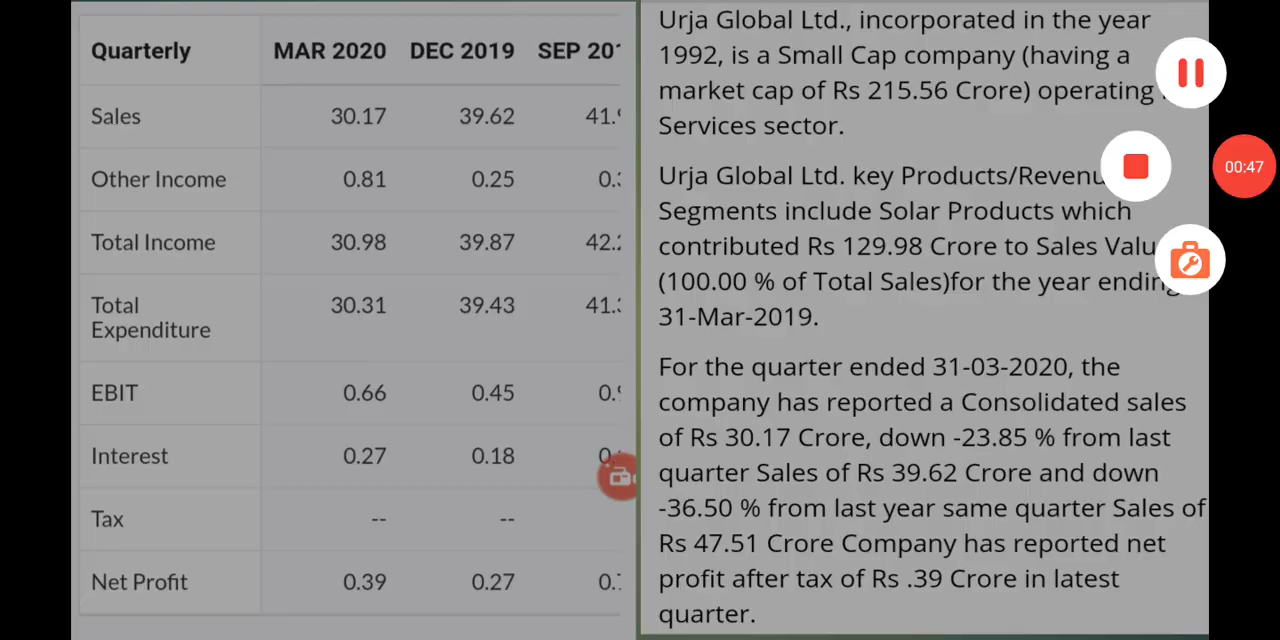 Quarterly MAR 2020 DEC 2019 SEP
Sales 30.17 39.62
Other Income 0.81 0.25
Total Income 30.98 39.87
Total
Expenditure 30.31 39.43
EBIT 0.66 0.45
Interest 0.27 0.18
Tax -- --
Net Profit 0.39 0.27
Urja Global Ltd., incorporated in the year
1992, is a Small Cap company (having a
market cap of Rs 215.56 Crore) operating
Services sector.
Urja Global Ltd. key
Segments include Solar Products which
contributed Rs 129.98 Crore to Sales
(100.00 % of Total Sales)for the year ending
31-Mar-2019.
For the quarter ended 31-03-2020, the
company has reported a Consolidated sales
of Rs 30.17 Crore, down -23.85 % from last
quarter Sales of Rs 39.62 Crore and down
-36.50 % from last year same quarter Sales of
Rs 47.51 Crore Company has reported net
profit after tax of Rs .39 Crore in latest
quarter.
00:47